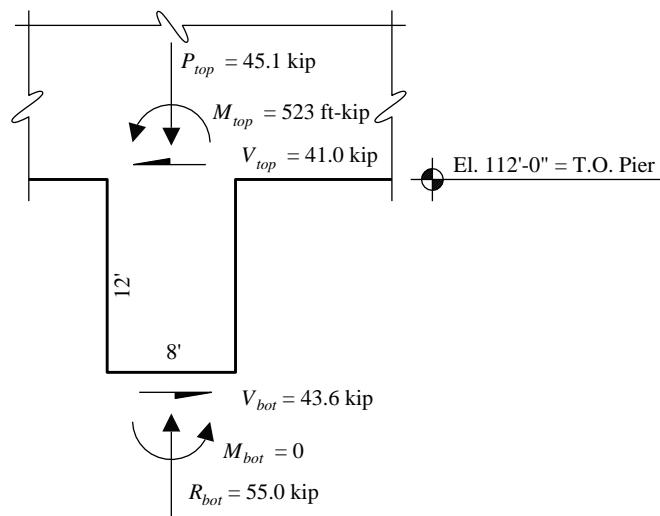 P_top = 45.1 kip
M_top = 523 ft-kip
V_top = 41.0 kip
El. 112'-0" = T.O. Pier
12'
8'
V_bot = 43.6 kip
M_bot = 0
R_bot = 55.0 kip